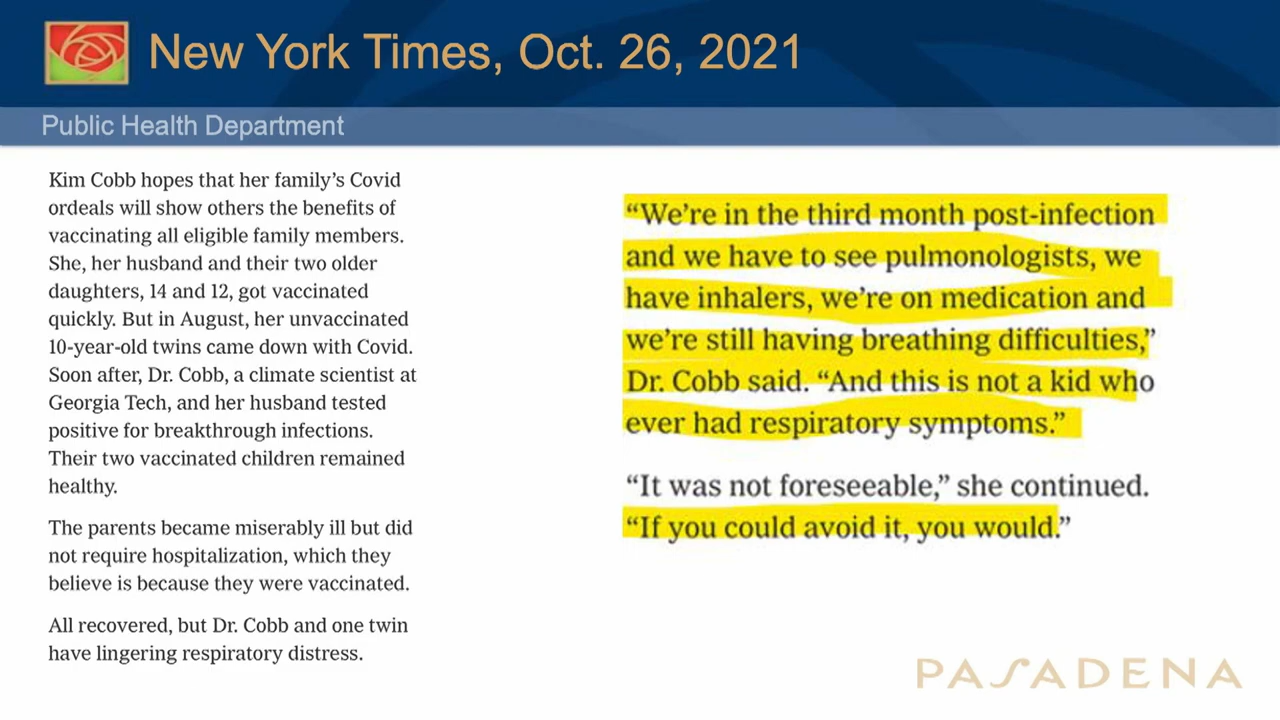 New York Times, Oct. 26, 2021
Public Health Department
Kim Cobb hopes that her family’s Covid
ordeals will show others the benefits of
vaccinating all eligible family members.
She, her husband and their two older
daughters, 14 and 12, got vaccinated
quickly. But in August, her unvaccinated
10-year-old twins came down with Covid.
Soon after, Dr. Cobb, a climate scientist at
Georgia Tech, and her husband tested
positive for breakthrough infections.
Their two vaccinated children remained
healthy.
The parents became miserably ill but did
not require hospitalization, which they
believe is because they were vaccinated.
All recovered, but Dr. Cobb and one twin
have lingering respiratory distress.
“We’re in the third month post-infection
and we have to see pulmonologists, we
have inhalers, we’re on medication and
we’re still having breathing difficulties,”
Dr. Cobb said. “And this is not a kid who
ever had respiratory symptoms.”
“It was not foreseeable,” she continued.
“If you could avoid it, you would.”
PASADENA